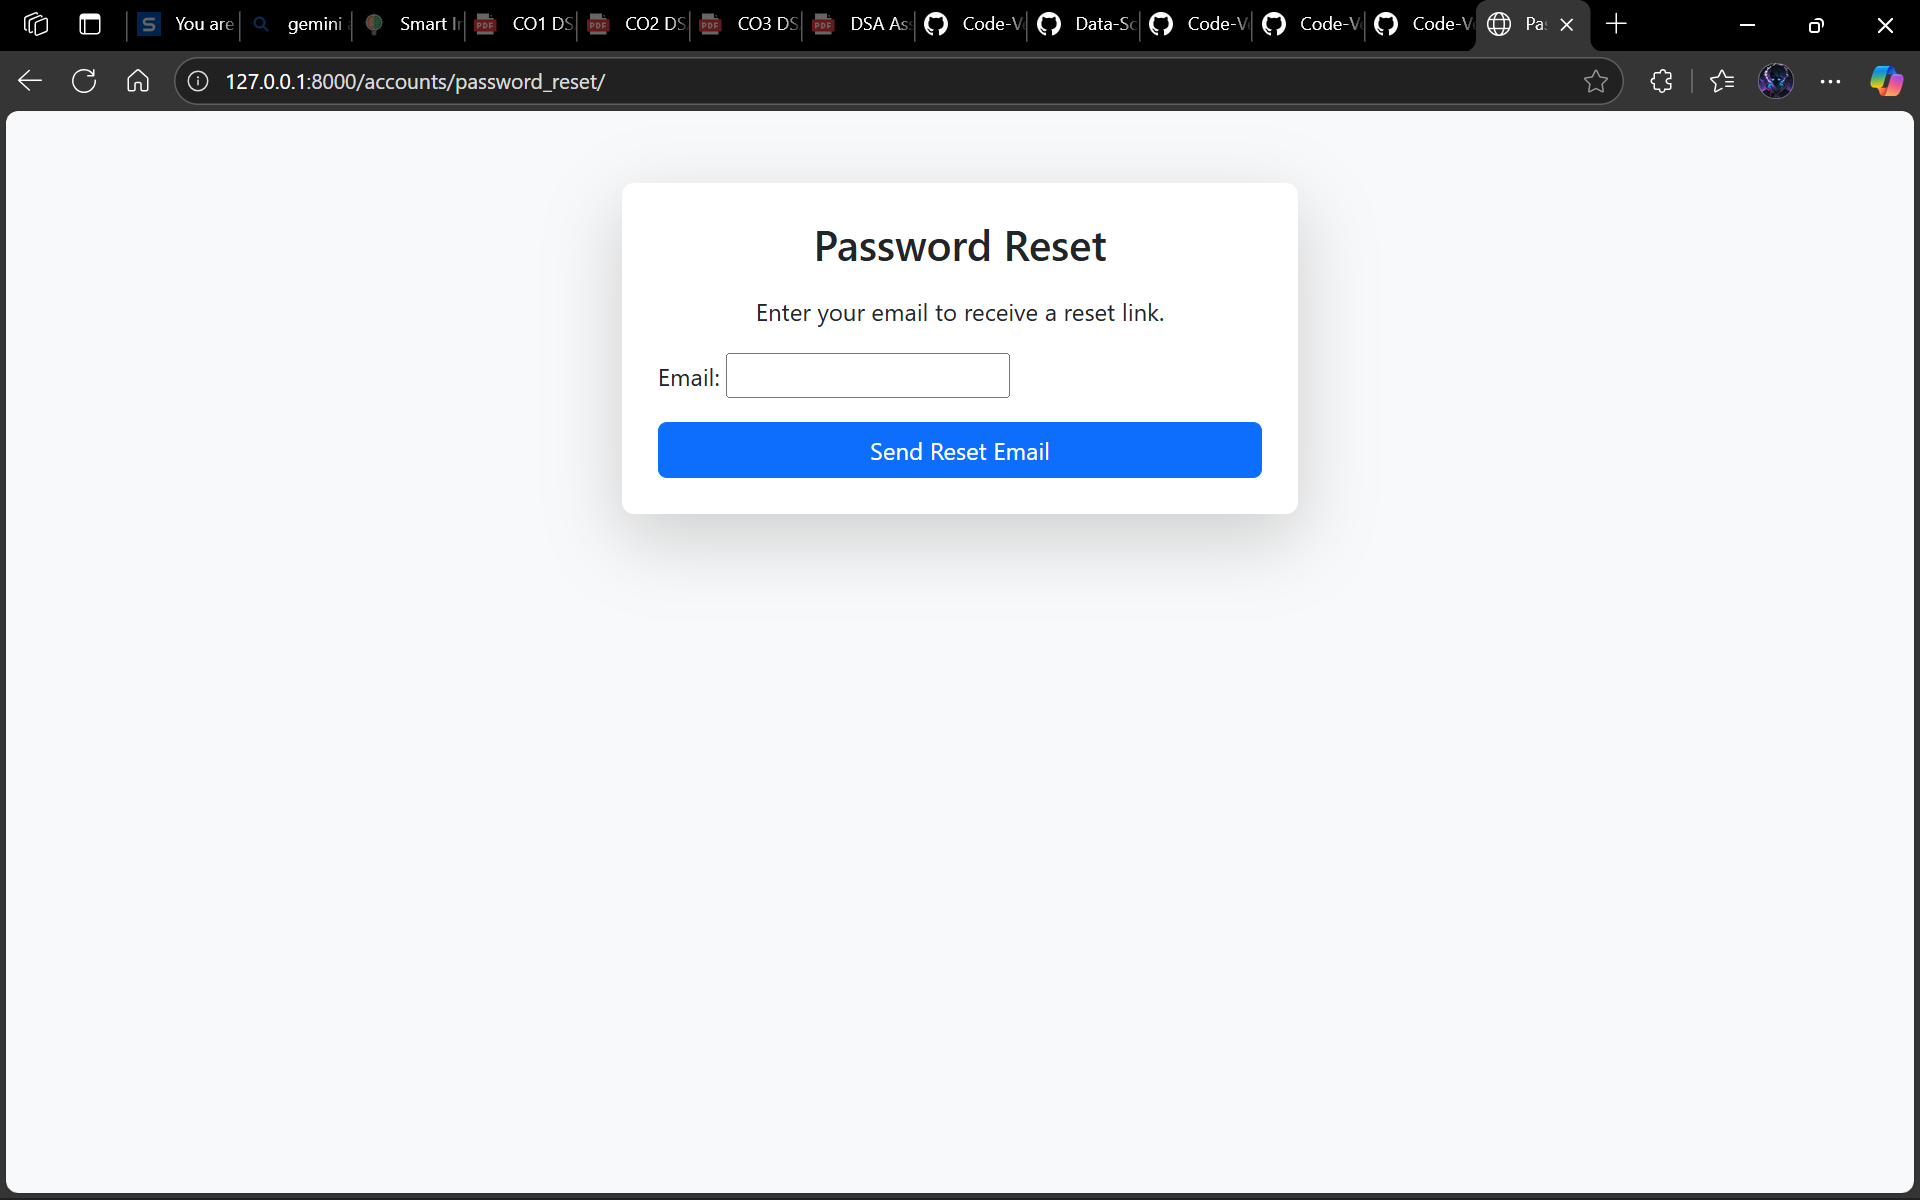 You are
gemini
Smart
CO1 DS
CO2 DS
CO3 DS
DSA As
Code-V
Data-Sc
Code-V
Code-V
Code-V
Pa
127.0.0.1:8000/accounts/password_reset/
Password Reset
Enter your email to receive a reset link.
Email:
Send Reset Email